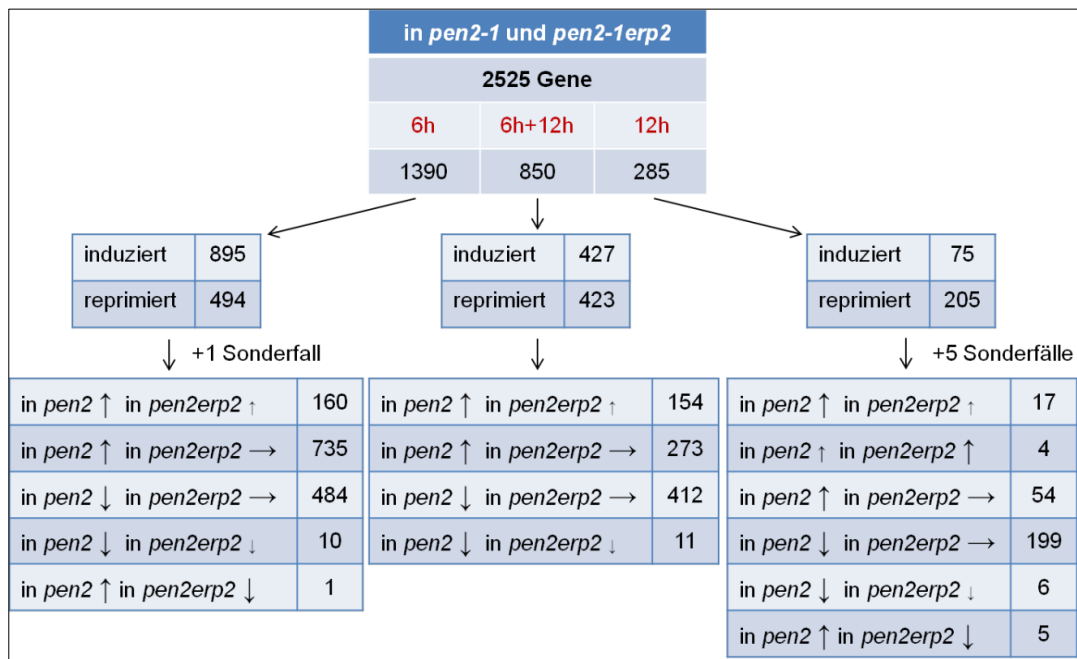 in pen2-1 und pen2-1erp2
2525 Gene
6h 6h+12h 12h
1390 850 285
induziert 895
reprimiert 494
induziert 427
reprimiert 423
induziert 75
reprimiert 205
+1 Sonderfall
+5 Sonderfälle
in pen2 ↑ in pen2erp2 ↑ 160
in pen2 ↑ in pen2erp2 → 735
in pen2 ↓ in pen2erp2 → 484
in pen2 ↓ in pen2erp2 ↓ 10
in pen2 ↑ in pen2erp2 ↓ 1
in pen2 ↑ in pen2erp2 ↑ 154
in pen2 ↑ in pen2erp2 → 273
in pen2 ↓ in pen2erp2 → 412
in pen2 ↓ in pen2erp2 ↓ 11
in pen2 ↑ in pen2erp2 ↑ 17
in pen2 ↑ in pen2erp2 ↑ 4
in pen2 ↑ in pen2erp2 → 54
in pen2 ↓ in pen2erp2 → 199
in pen2 ↓ in pen2erp2 ↓ 6
in pen2 ↑ in pen2erp2 ↓ 5